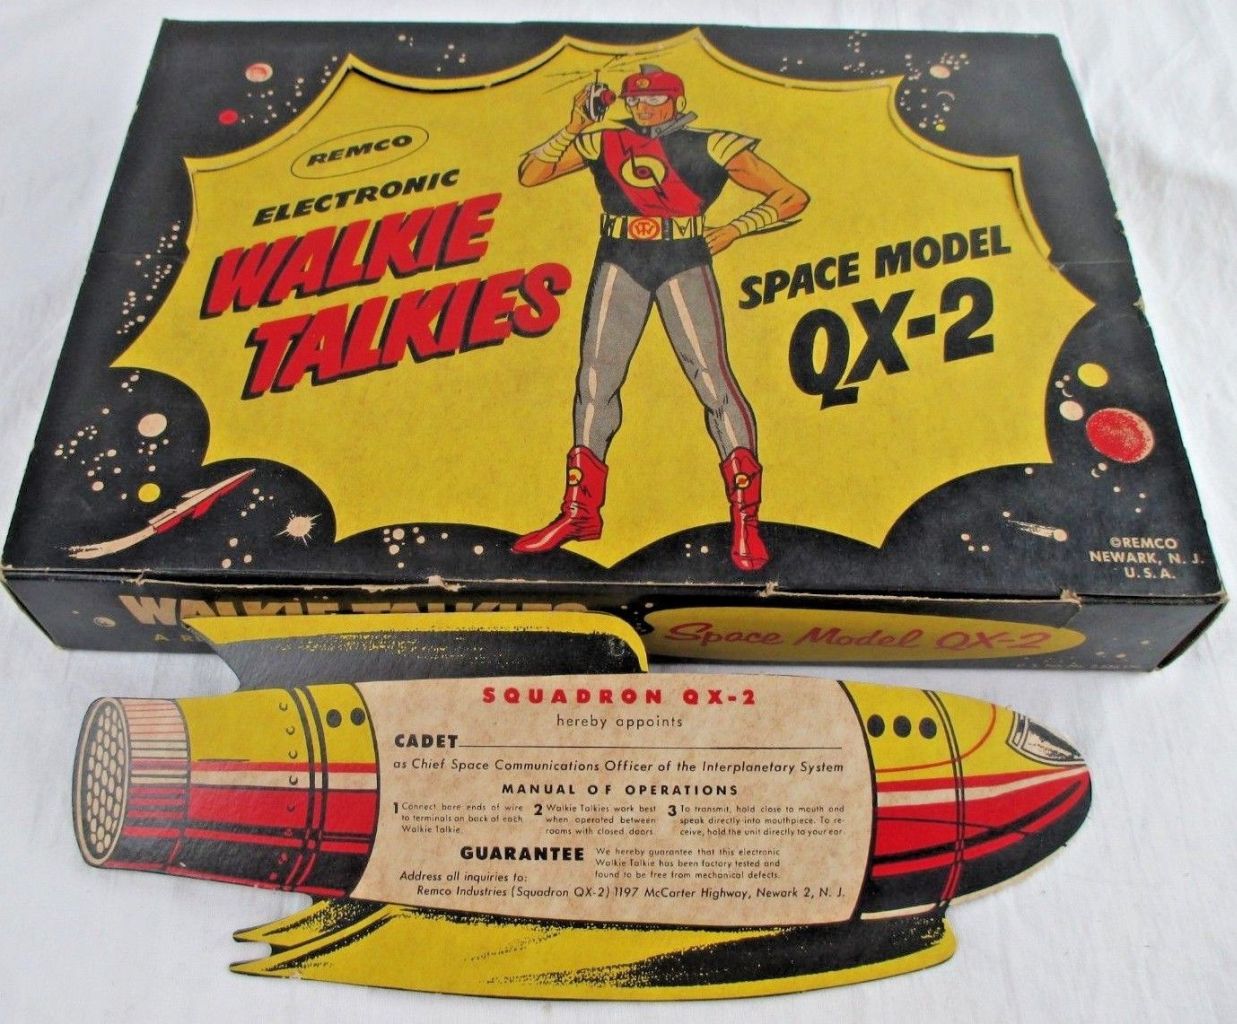 REMCO
ELECTRONIC
WALKIE
TALKIES
SPACE MODEL
QX-2
©REMCO
NEWARK, N. J.
U. S. A.
WALKIE TALKIES
Space Model QX-2
SQUADRON QX-2
hereby appoints
CADET
as Chief Space Communications Officer of the Interplanetary System
MANUAL OF OPERATIONS
1 Connect bare ends of wire
to terminals on back of each
Walkie Talkie.
2 Walkie Talkies work best
when operated between
rooms with closed doors.
3 To transmit, hold close to mouth and
speak directly into mouthpiece. To re-
ceive, hold the unit directly to your ear.
GUARANTEE
We hereby guarantee that this electronic
Walkie Talkie has been factory tested and
found to be free from mechanical defects.
Address all inquiries to:
Remco Industries (Squadron QX-2) 1197 McCarter Highway, Newark 2, N. J.